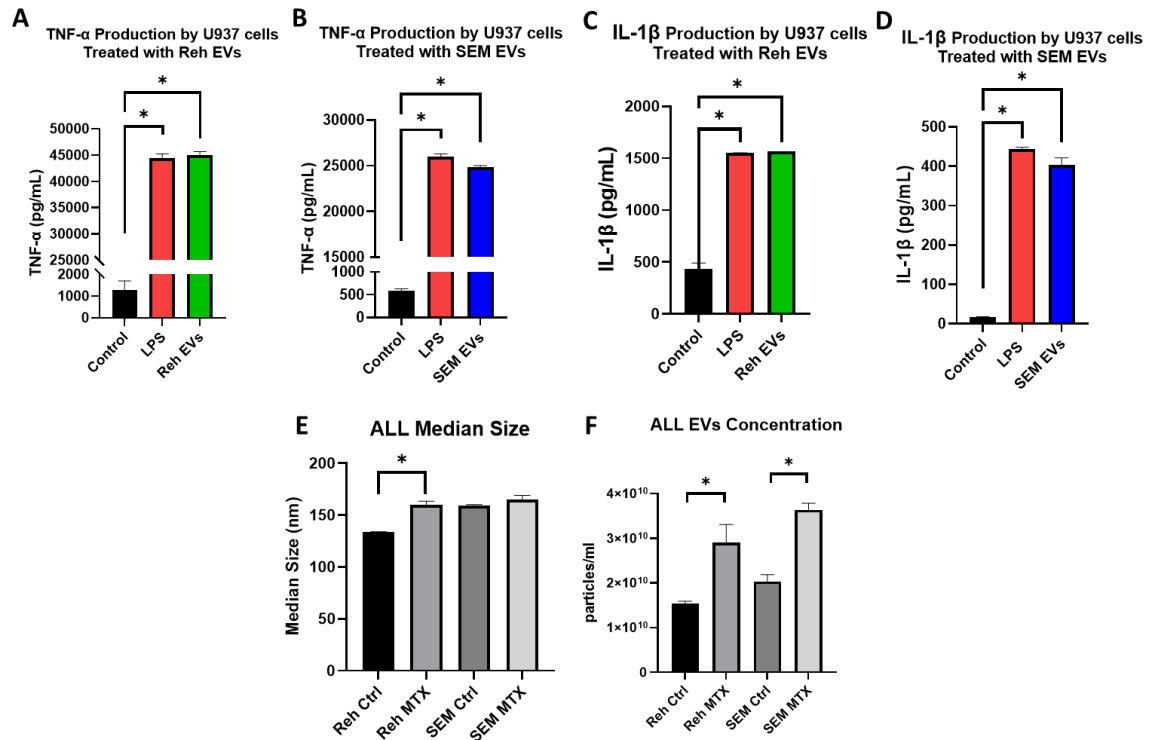 A
TNF-α Production by U937 cells
Treated with Reh EVs
*
*
TNF-α (pg/mL)
50000
45000
40000
35000
30000
25000
2000
1000
0
Control
LPS
Reh EVs
B
TNF-α Production by U937 cells
Treated with SEM EVs
*
*
TNF-α (pg/mL)
30000
25000
20000
15000
1000
500
0
Control
LPS
SEM EVs
C
IL-1β Production by U937 cells
Treated with Reh EVs
*
*
IL-1β (pg/mL)
2000
1500
1000
500
0
Control
LPS
Reh EVs
D
IL-1β Production by U937 cells
Treated with SEM EVs
*
*
IL-1β (pg/mL)
500
400
300
200
100
0
Control
LPS
SEM EVs
E
ALL Median Size
*
Median Size (nm)
200
150
100
50
0
Reh Ctrl
Reh MTX
SEM Ctrl
SEM MTX
F
ALL EVs Concentration
*
*
particles/ml
4×10¹⁰
3×10¹⁰
2×10¹⁰
1×10¹⁰
0
Reh Ctrl
Reh MTX
SEM Ctrl
SEM MTX